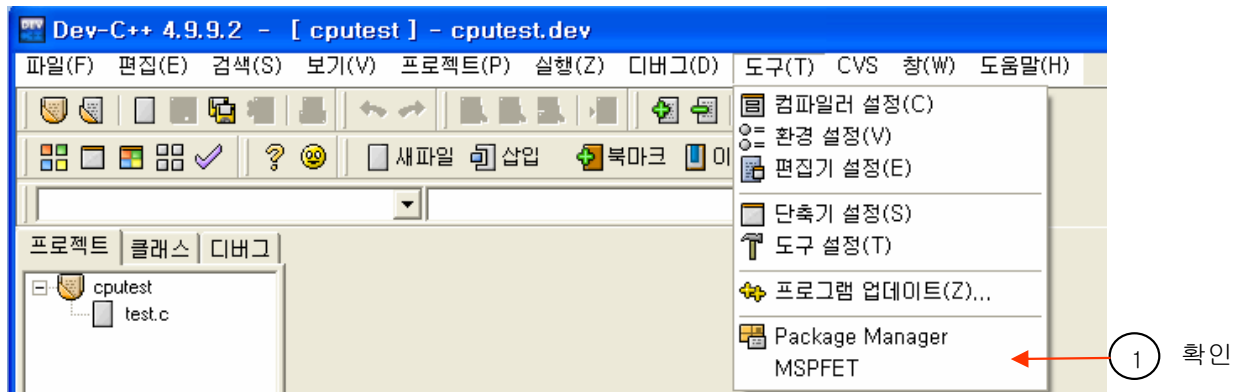 Dev-C++ 4.9.9.2 - [ cputest ] - cputest.dev
파일(F) 편집(E) 검색(S) 보기(V) 프로젝트(P) 실행(Z) 디버그(D) 도구(T) CVS 창(W) 도움말(H)
컴파일러 설정(C)
환경 설정(V)
편집기 설정(E)
새파일 삽입 북마크 이
단축기 설정(S)
도구 설정(T)
프로젝트 클래스 디버그
cputest
test.c
프로그램 업데이트(Z)...
Package Manager
MSPFET
1 확인